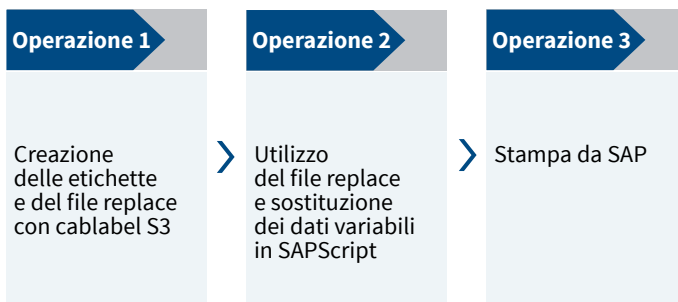 Operazione 1
Creazione
delle etichette
e del file replace
con cablabel S3
Operazione 2
Utilizzo
del file replace
e sostituzione
dei dati variabili
in SAPScript
Operazione 3
Stampa da SAP